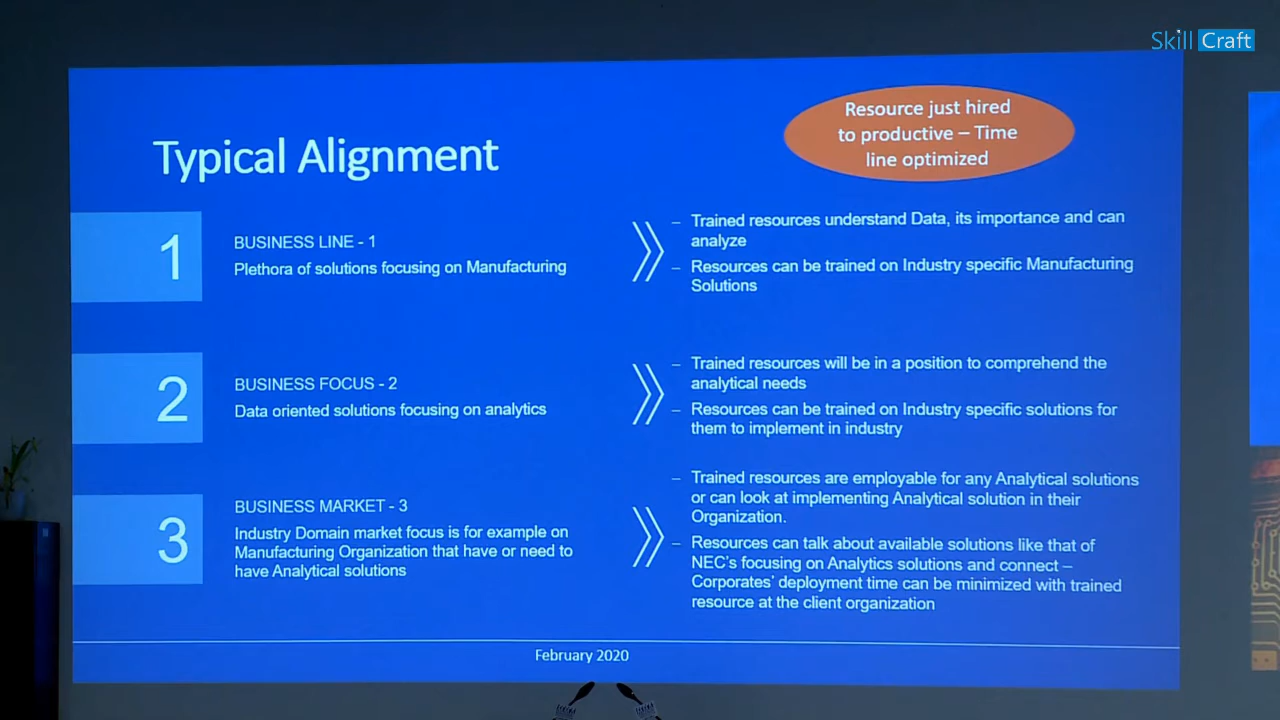 Skill Craft
Resource just hired
to productive – Time
line optimized
Typical Alignment
1
BUSINESS LINE - 1
Plethora of solutions focusing on Manufacturing
– Trained resources understand Data, its importance and can
analyze
– Resources can be trained on Industry specific Manufacturing
Solutions
2
BUSINESS FOCUS - 2
Data oriented solutions focusing on analytics
– Trained resources will be in a position to comprehend the
analytical needs
– Resources can be trained on Industry specific solutions for
them to implement in industry
3
BUSINESS MARKET - 3
Industry Domain market focus is for example on
Manufacturing Organization that have or need to
have Analytical solutions
– Trained resources are employable for any Analytical solutions
or can look at implementing Analytical solution in their
Organization.
– Resources can talk about available solutions like that of
NEC's focusing on Analytics solutions and connect –
Corporates' deployment time can be minimized with trained
resource at the client organization
February 2020